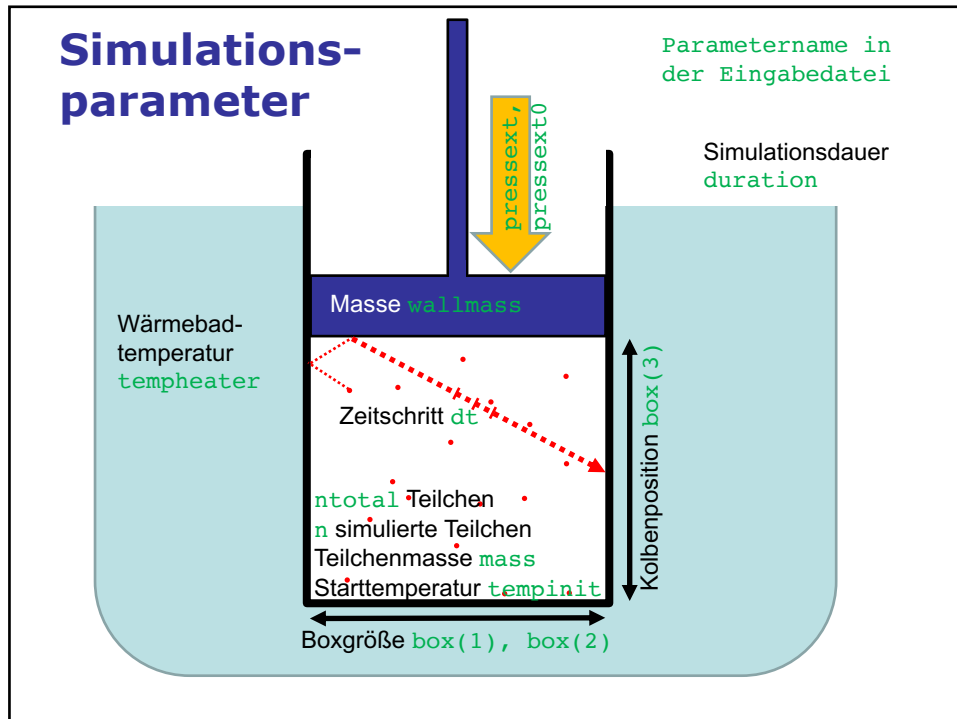 Simulations-
parameter
Parametername in
der Eingabedatei
pressext,
pressext0
Simulationsdauer
duration
Masse wallmass
Wärmebad-
temperatur
tempheater
Zeitschritt dt
Kolbenposition box(3)
ntotal Teilchen
n simulierte Teilchen
Teilchenmasse mass
Starttemperatur tempinit
Boxgröße box(1), box(2)